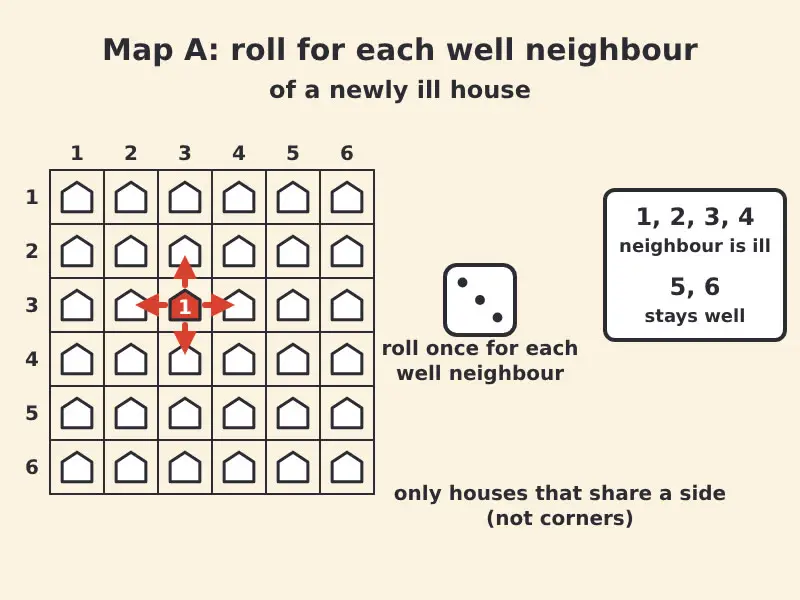 Map A: roll for each well neighbour
of a newly ill house
1 2 3 4 5 6
1
2
3
1
4
5
6
roll once for each
well neighbour
1, 2, 3, 4
neighbour is ill
5, 6
stays well
only houses that share a side
(not corners)